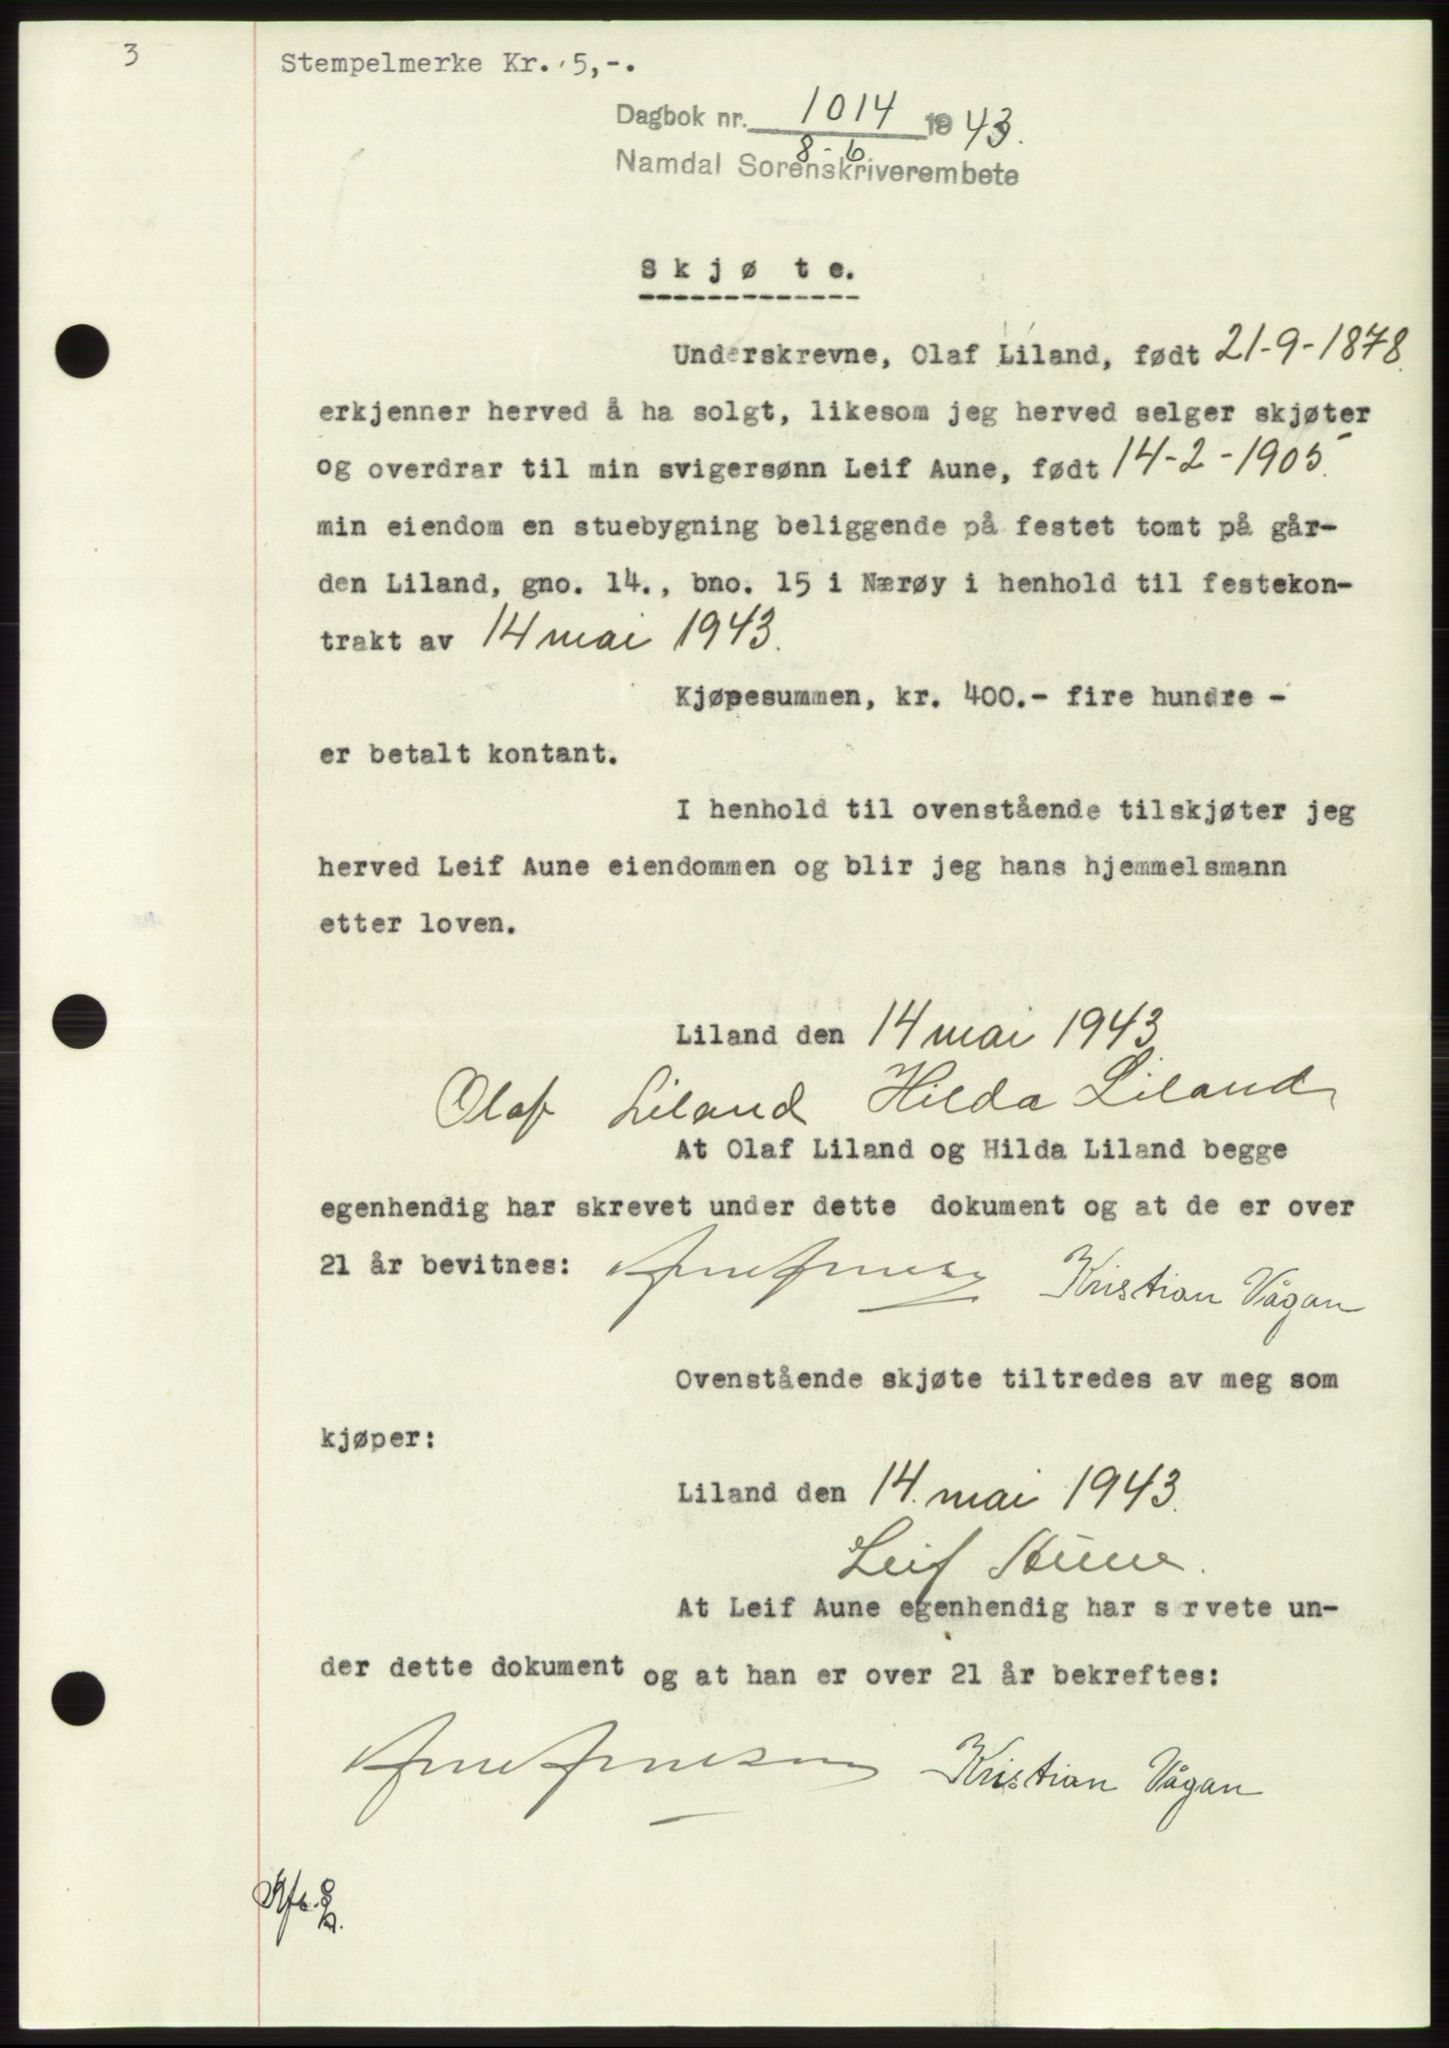 3
Stempelmerke Kr. 5,-.
Dagbok nr. 1014 1943.
8-6
Namdal Sorenskriverembete
S k j ø t e.
Underskrevne, Olaf Liland, født 21-9-1878.
erkjenner herved å ha solgt, likesom jeg herved selger skjøter
og overdrar til min svigersønn Leif Aune, født 14-2-1905.
min eiendom en stuebygning beliggende på festet tomt på går-
den Liland, gno. 14., bno. 15 i Nærøy i henhold til festekon-
trakt av 14 mai 1943.
Kjøpesummen, kr. 400.- fire hundre -
er betalt kontant.
I henhold til ovenstående tilskjøter jeg
herved Leif Aune eiendommen og blir jeg hans hjemmelsmann
etter loven.
Liland den 14 mai 1943
Olaf Liland Hilda Liland
At Olaf Liland og Hilda Liland begge
egenhendig har skrevet under dette dokument og at de er over
21 år bevitnes: Kristian Vågan
Ovenstående skjøte tiltredes av meg som
kjøper:
Liland den 14. mai 1943.
Leif Aune.
At Leif Aune egenhendig har s rvete un-
der dette dokument og at han er over 21 år bekreftes:
Kristian Vågan